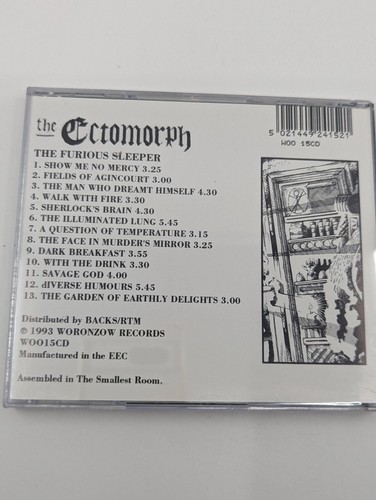 the Ectomorph
5 021449 241521
WOO 15CD
THE FURIOUS SLEEPER
1. SHOW ME NO MERCY 3.25
2. FIELDS OF AGINCOURT 3.00
3. THE MAN WHO DREAMT HIMSELF 4.30
4. WALK WITH FIRE 3.30
5. SHERLOCK'S BRAIN 4.30
6. THE ILLUMINATED LUNG 5.45
7. A QUESTION OF TEMPERATURE 3.15
8. THE FACE IN MURDER'S MIRROR 3.25
9. DARK BREAKFAST 3.55
10. WITH THE DRINK 3.30
11. SAVAGE GOD 4.00
12. dIVERSE HUMOURS 5.45
13. THE GARDEN OF EARTHLY DELIGHTS 3.00
Distributed by BACKS/RTM
℗ 1993 WORONZOW RECORDS
WOO15CD
Manufactured in the EEC
Assembled in The Smallest Room.